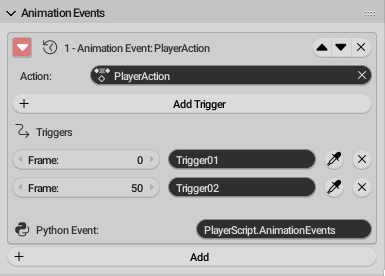 Animation Events
1 - Animation Event: PlayerAction
Action: PlayerAction
Add Trigger
Triggers
Frame: 0 Trigger01
Frame: 50 Trigger02
Python Event: PlayerScript.AnimationEvents
Add